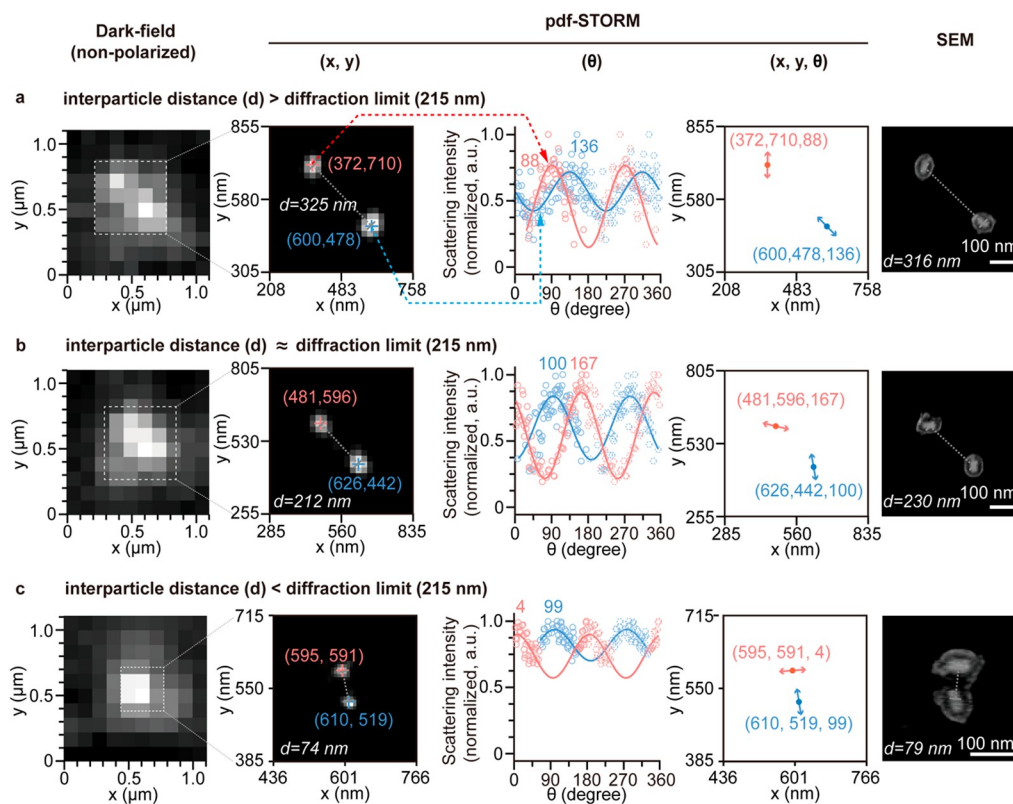 Dark-field
(non-polarized)
pdf-STORM
SEM
(x, y)
(θ)
(x, y, θ)
a interparticle distance (d) > diffraction limit (215 nm)
1.0
0.5
0
y (µm)
0 0.5 1.0
x (µm)
855
580
305
y (nm)
(372,710)
d=325 nm
(600,478)
208 483 758
x (nm)
Scattering intensity
(normalized, a.u.)
1.0
0.5
0
88
136
0 90 180 270 360
θ (degree)
855
580
305
y (nm)
(372,710,88)
(600,478,136)
208 483 758
x (nm)
100 nm
d=316 nm
b interparticle distance (d) ≈ diffraction limit (215 nm)
1.0
0.5
0
y (µm)
0 0.5 1.0
x (µm)
805
530
255
y (nm)
(481,596)
(626,442)
d=212 nm
285 560 835
x (nm)
Scattering intensity
(normalized, a.u.)
1.0
0.5
0
100 167
0 90 180 270 360
θ (degree)
805
530
255
y (nm)
(481,596,167)
(626,442,100)
285 560 835
x (nm)
100 nm
d=230 nm
c interparticle distance (d) < diffraction limit (215 nm)
1.0
0.5
0
y (µm)
0 0.5 1.0
x (µm)
715
550
385
y (nm)
(595, 591)
(610, 519)
d=74 nm
436 601 766
x (nm)
Scattering intensity
(normalized, a.u.)
1.0
0.5
0
4 99
0 90 180 270 360
θ (degree)
715
550
385
y (nm)
(595, 591, 4)
(610, 519, 99)
436 601 766
x (nm)
d=79 nm
100 nm